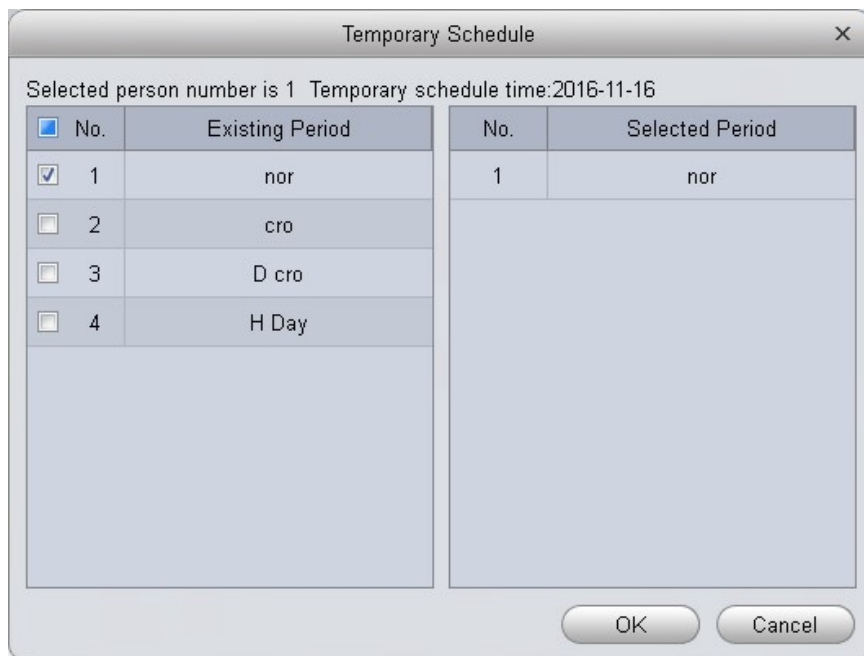 Temporary Schedule
Selected person number is 1 Temporary schedule time:2016-11-16
No. Existing Period
1 nor
2 cro
3 D cro
4 H Day
No. Selected Period
1 nor
OK Cancel